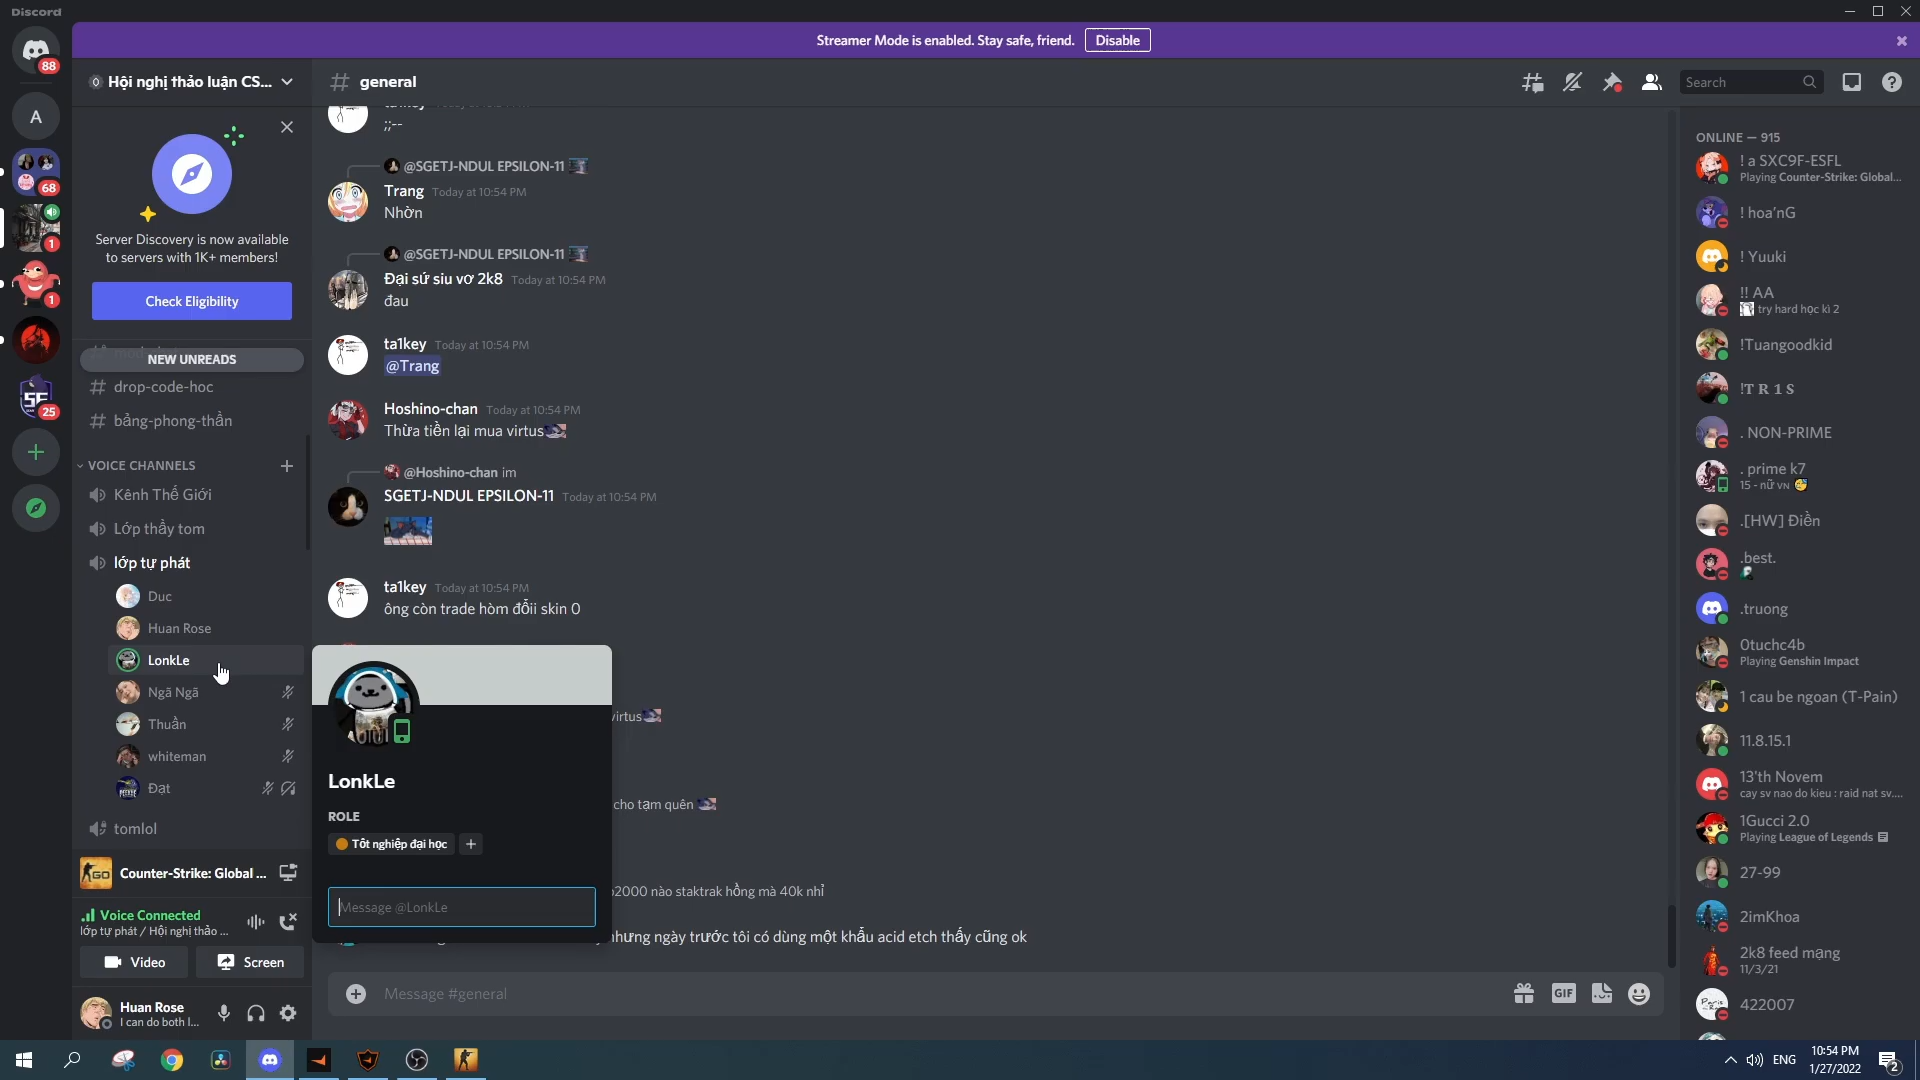 Discord
Streamer Mode is enabled. Stay safe, friend. Disable
88
Hội nghị thảo luận CS...
general
Search
A
68
1
1
25
Server Discovery is now available
to servers with 1K+ members!
Check Eligibility
NEW UNREADS
drop-code-hoc
bảng-phong-thần
VOICE CHANNELS
Kênh Thế Giới
Lớp thầy tom
lớp tự phát
Duc
Huan Rose
LonkLe
Ngã Ngã
Thuần
whiteman
Đạt
tomlol
Counter-Strike: Global ...
Voice Connected
lớp tự phát / Hội nghị thảo ...
Video
Screen
Huan Rose
I can do both l...
;;--
@SGETJ-NDUL EPSILON-11
Trang Today at 10:54 PM
Nhờn
@SGETJ-NDUL EPSILON-11
Đại sứ siu vơ 2k8 Today at 10:54 PM
đau
ta1key Today at 10:54 PM
@Trang
Hoshino-chan Today at 10:54 PM
Thừa tiền lại mua virtus
@Hoshino-chan im
SGETJ-NDUL EPSILON-11 Today at 10:54 PM
ta1key Today at 10:54 PM
ông còn trade hòm đồii skin 0
virtus
cho tạm quên
2000 nào staktrak hồng mà 40k nhỉ
nhưng ngày trước tôi có dùng một khẩu acid etch thấy cũng ok
LonkLe
ROLE
Tốt nghiệp đại học +
Message @LonkLe
Message #general
GIF
ONLINE — 915
! a SXC9F-ESFL
Playing Counter-Strike: Global...
! hoa'nG
! Yuuki
!! AA
try hard học kì 2
!Tuangoodkid
!T R 1 S
. NON-PRIME
. prime k7
15 - nữ VN
.[HW] Điền
.best.
.truong
0tuchc4b
Playing Genshin Impact
1 cau be ngoan (T-Pain)
11.8.15.1
13'th Novem
cay sv nao do kieu : raid nat sv....
1Gucci 2.0
Playing League of Legends
27-99
2imKhoa
2k8 feed mạng
11/3/21
422007
ENG
10:54 PM
1/27/2022
2